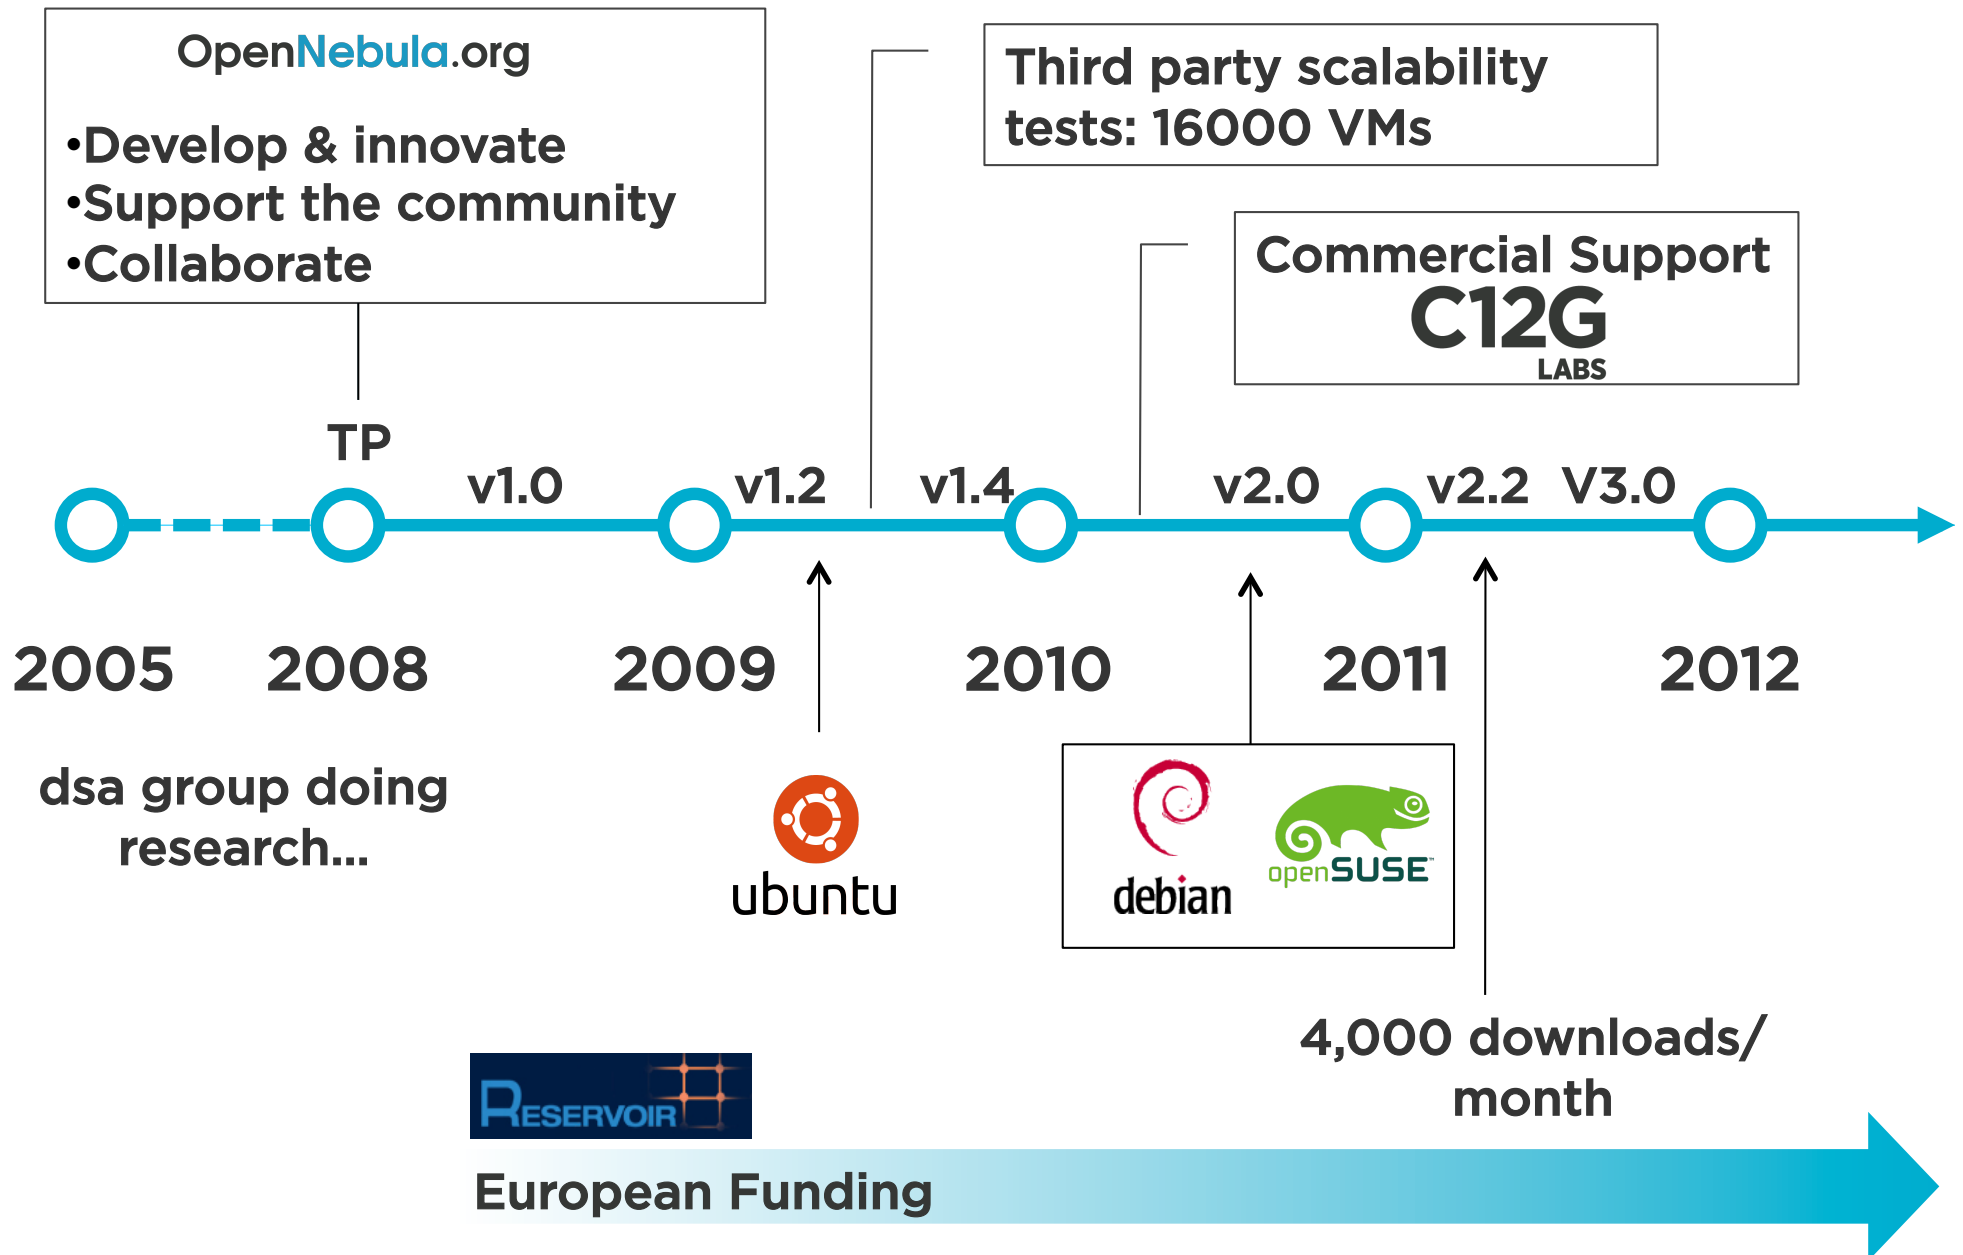 OpenNebula.org
•Develop & innovate
•Support the community
•Collaborate
Third party scalability
tests: 16000 VMs
Commercial Support
C12G
LABS
TP
v1.0
v1.2
v1.4
v2.0
v2.2
V3.0
2005
2008
2009
2010
2011
2012
dsa group doing
research...
ubuntu
debian
openSUSE™
4,000 downloads/
month
RESERVOIR
European Funding